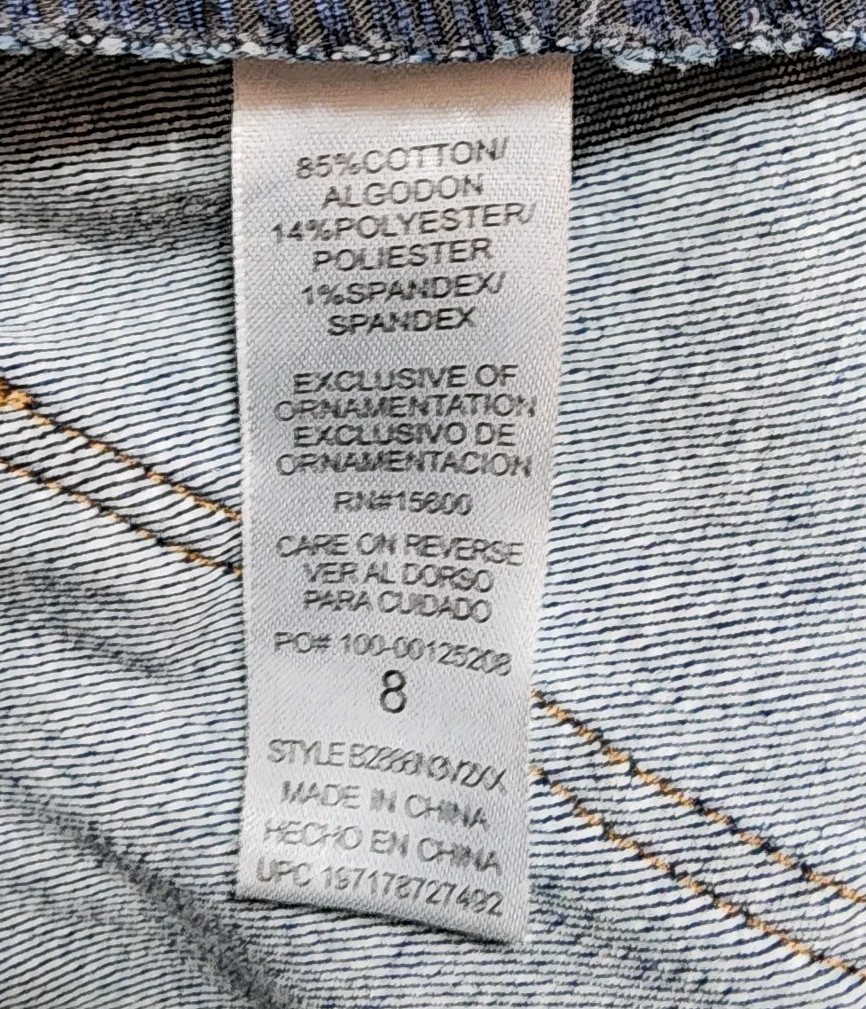 85%COTTON/
ALGODON
14%POLYESTER/
POLIESTER
1%SPANDEX/
SPANDEX
EXCLUSIVE OF
ORNAMENTATION
EXCLUSIVO DE
ORNAMENTACION
RN#15600
CARE ON REVERSE
VER AL DORSO
PARA CUIDADO
PO# 100-00125208
8
STYLE
MADE IN CHINA
HECHO EN CHINA
UPC 197178727492